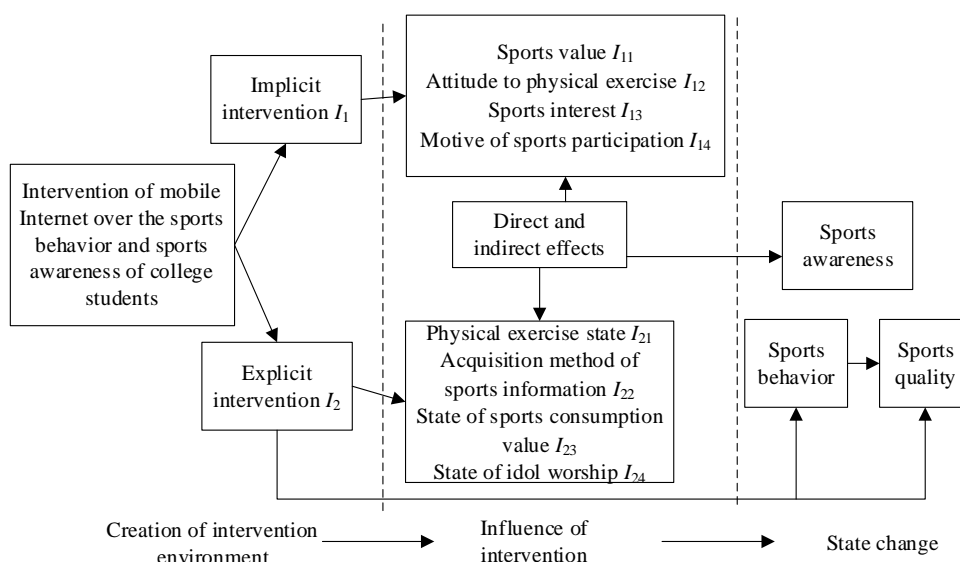 Implicit
intervention I1
Sports value I11
Attitude to physical exercise I12
Sports interest I13
Motive of sports participation I14
Intervention of mobile
Internet over the sports
behavior and sports
awareness of college
students
Direct and
indirect effects
Sports
awareness
Explicit
intervention I2
Physical exercise state I21
Acquisition method of
sports information I22
State of sports consumption
value I23
State of idol worship I24
Sports
behavior
Sports
quality
Creation of intervention
environment
Influence of
intervention
State change